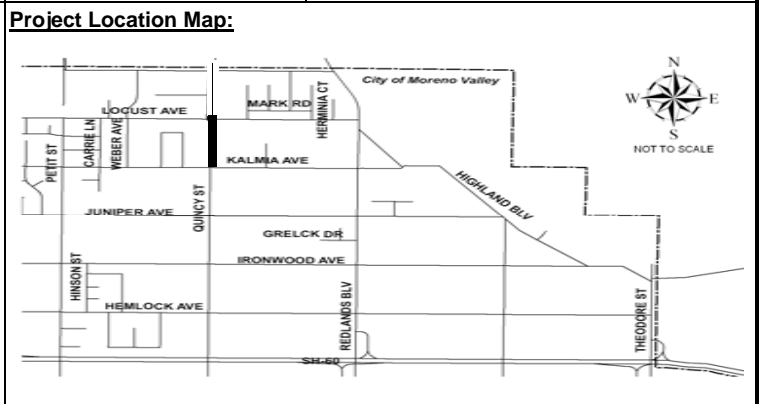 Project Location Map:
City of Moreno Valley
N
W
E
S
NOT TO SCALE
LOCUST AVE
MARK RD
HERMINIA CT
PETIT ST
CARRIE LN
WEBER AVE
KALMIA AVE
HIGHLAND BLV
QUINCY ST
JUNIPER AVE
GRELCK DR
IRONWOOD AVE
HINSON ST
HEMLOCK AVE
REDLANDS BLV
THEODORE ST
SH-60